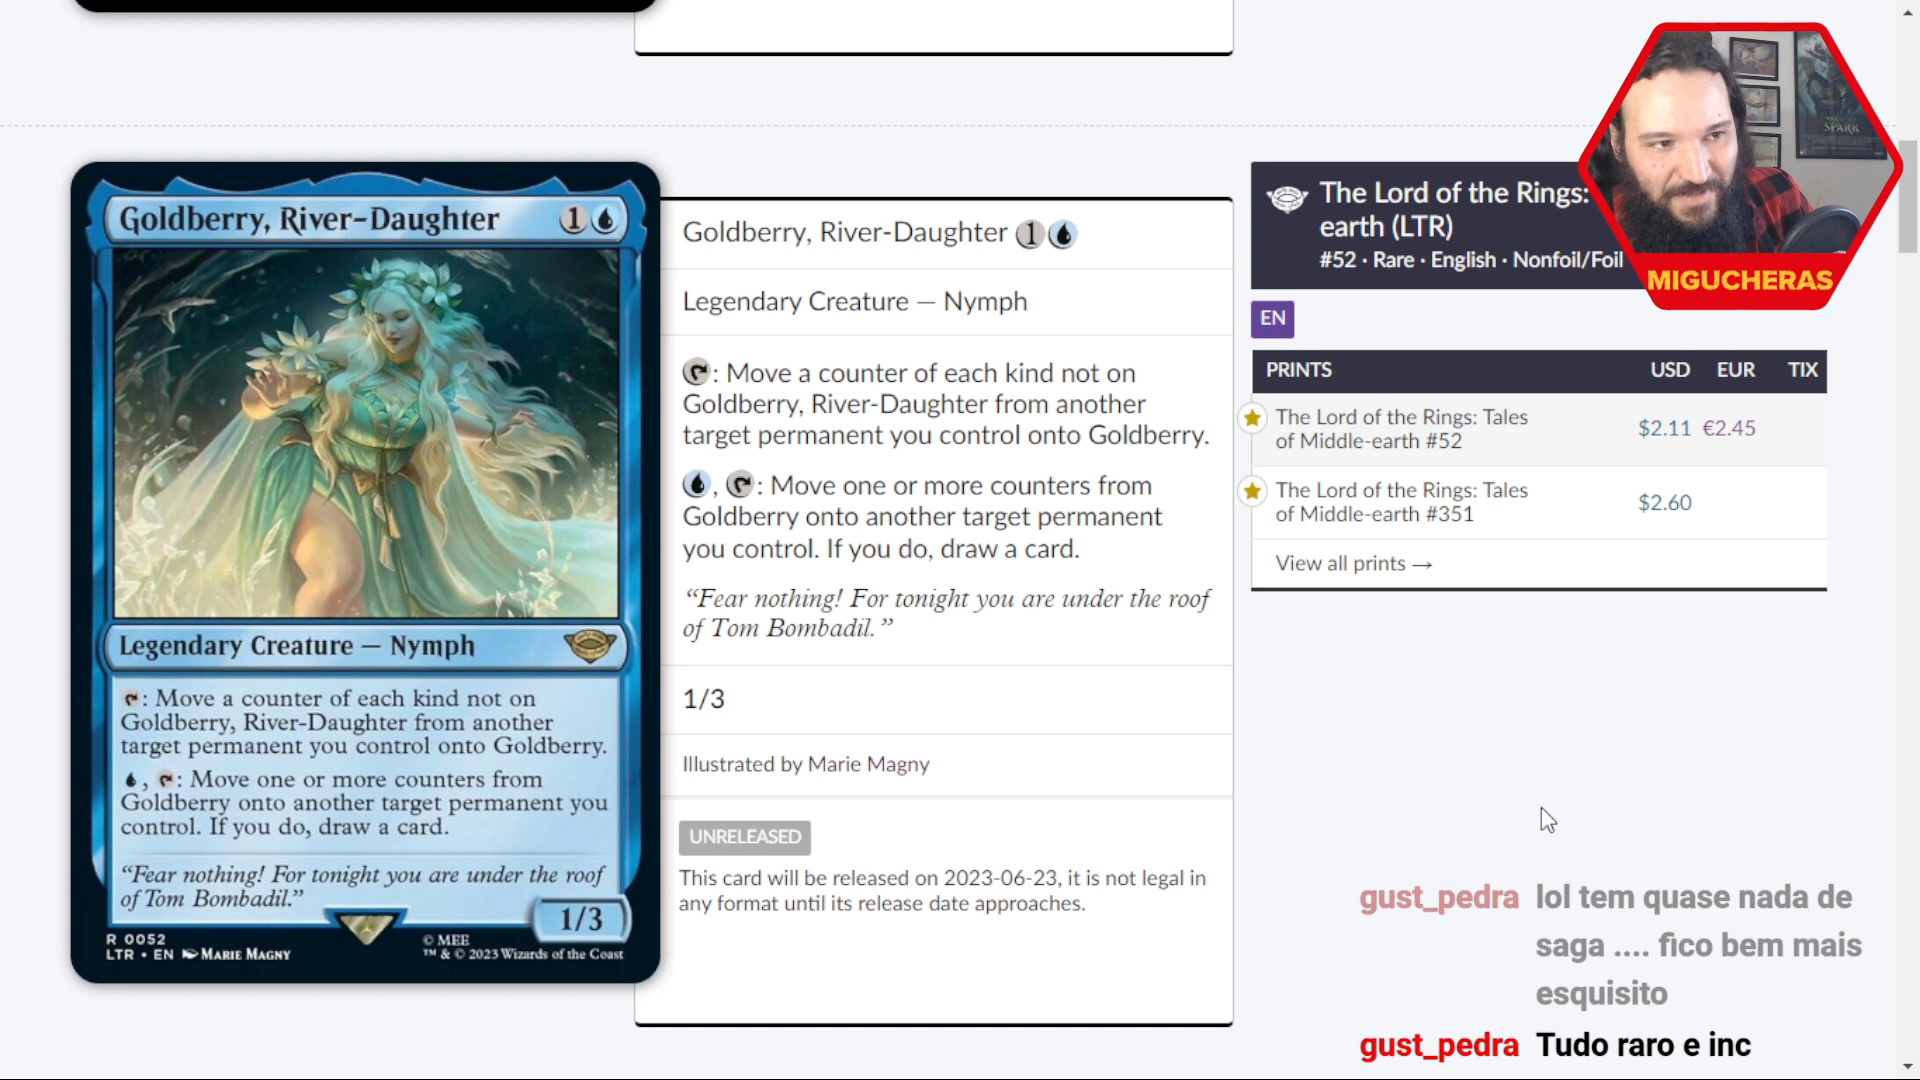 Goldberry, River-Daughter 1
Legendary Creature — Nymph
: Move a counter of each kind not on
Goldberry, River-Daughter from another
target permanent you control onto Goldberry.
, : Move one or more counters from
Goldberry onto another target permanent you
control. If you do, draw a card.
“Fear nothing! For tonight you are under the roof
of Tom Bombadil.”
1/3
R 0052
LTR • EN MARIE MAGNY
© MEE
™ & © 2023 Wizards of the Coast
Goldberry, River-Daughter 1
Legendary Creature — Nymph
: Move a counter of each kind not on
Goldberry, River-Daughter from another
target permanent you control onto Goldberry.
, : Move one or more counters from
Goldberry onto another target permanent
you control. If you do, draw a card.
“Fear nothing! For tonight you are under the roof
of Tom Bombadil.”
1/3
Illustrated by Marie Magny
UNRELEASED
This card will be released on 2023-06-23, it is not legal in
any format until its release date approaches.
The Lord of the Rings:
earth (LTR)
#52 · Rare · English · Nonfoil/Foil
SPARK
MIGUCHERAS
EN
PRINTS USD EUR TIX
The Lord of the Rings: Tales
of Middle-earth #52
$2.11 €2.45
The Lord of the Rings: Tales
of Middle-earth #351
$2.60
View all prints →
gust_pedra lol tem quase nada de
saga .... fico bem mais
esquisito
gust_pedra Tudo raro e inc